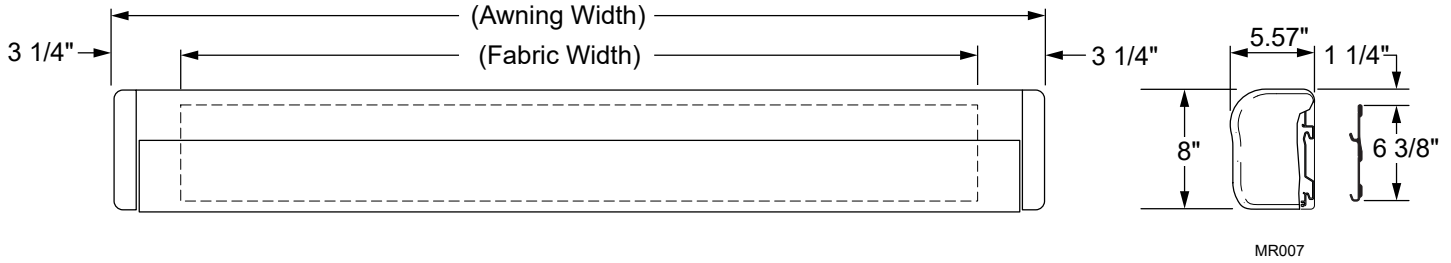 (Awning Width)
3 1/4"
(Fabric Width)
3 1/4"
5.57"
1 1/4"
8"
6 3/8"
MR007